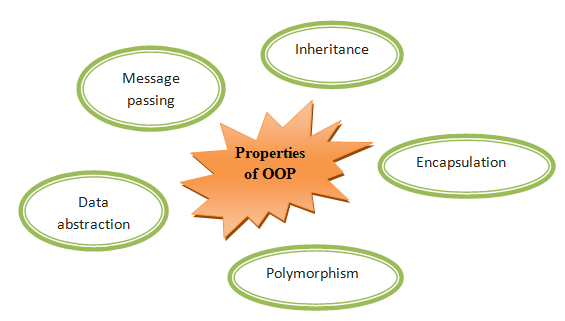 Inheritance
Message
passing
Properties
of OOP
Encapsulation
Data
abstraction
Polymorphism